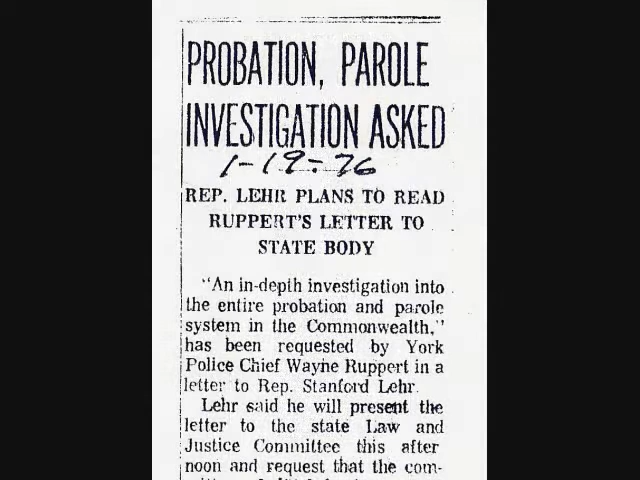 PROBATION, PAROLE
INVESTIGATION ASKED
1-19-76
REP. LEHR PLANS TO READ
RUPPERT'S LETTER TO
STATE BODY
"An in-depth investigation into
the entire probation and parole
system in the Commonwealth,"
has been requested by York
Police Chief Wayne Ruppert in a
letter to Rep. Stanford Lehr.
Lehr said he will present the
letter to the state Law and
Justice Committee this after
noon and request that the com-